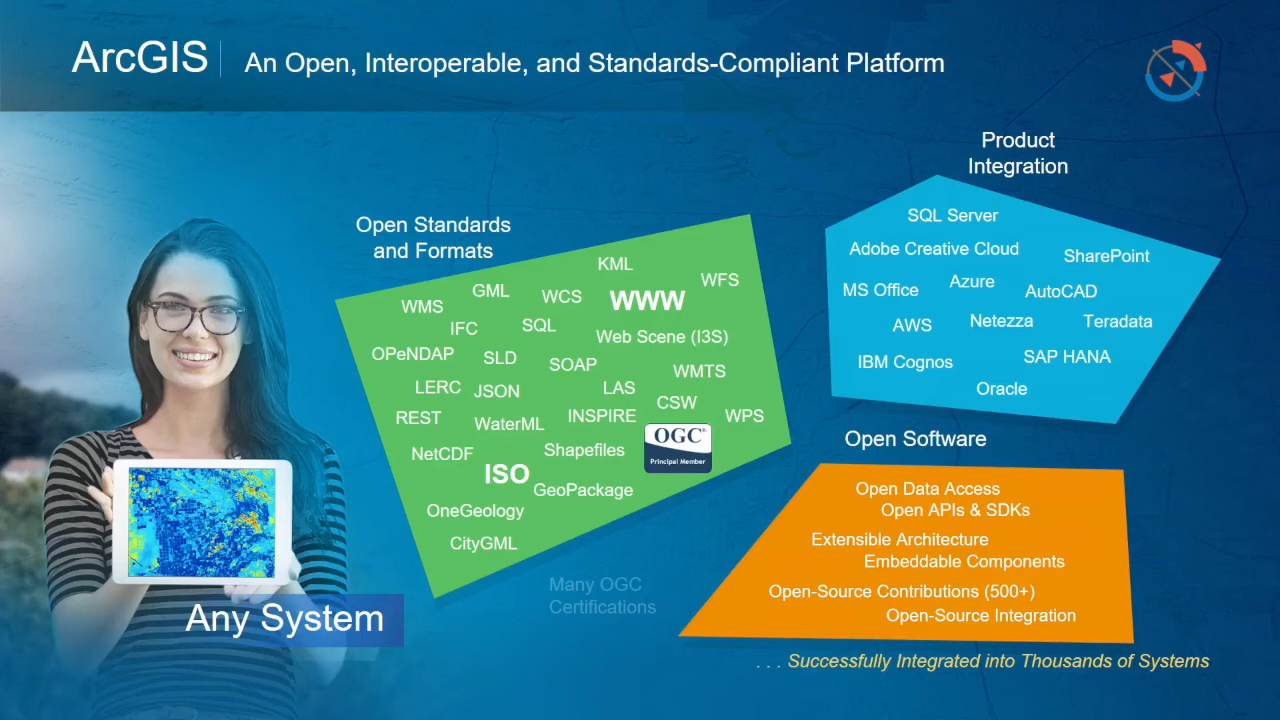 ArcGIS
An Open, Interoperable, and Standards-Compliant Platform
Open Standards
and Formats
KML
WFS
GML
WCS
WWW
WMS
IFC
SQL
Web Scene (I3S)
OPeNDAP
SLD
SOAP
WMTS
LERC
JSON
LAS
CSW
REST
WaterML
INSPIRE
WPS
OGC®
Principal Member
NetCDF
Shapefiles
ISO
GeoPackage
OneGeology
CityGML
Many OGC
Certifications
Any System
Product
Integration
SQL Server
Adobe Creative Cloud
SharePoint
MS Office
Azure
AutoCAD
AWS
Netezza
Teradata
IBM Cognos
SAP HANA
Oracle
Open Software
Open Data Access
Open APIs & SDKs
Extensible Architecture
Embeddable Components
Open-Source Contributions (500+)
Open-Source Integration
. . . Successfully Integrated into Thousands of Systems